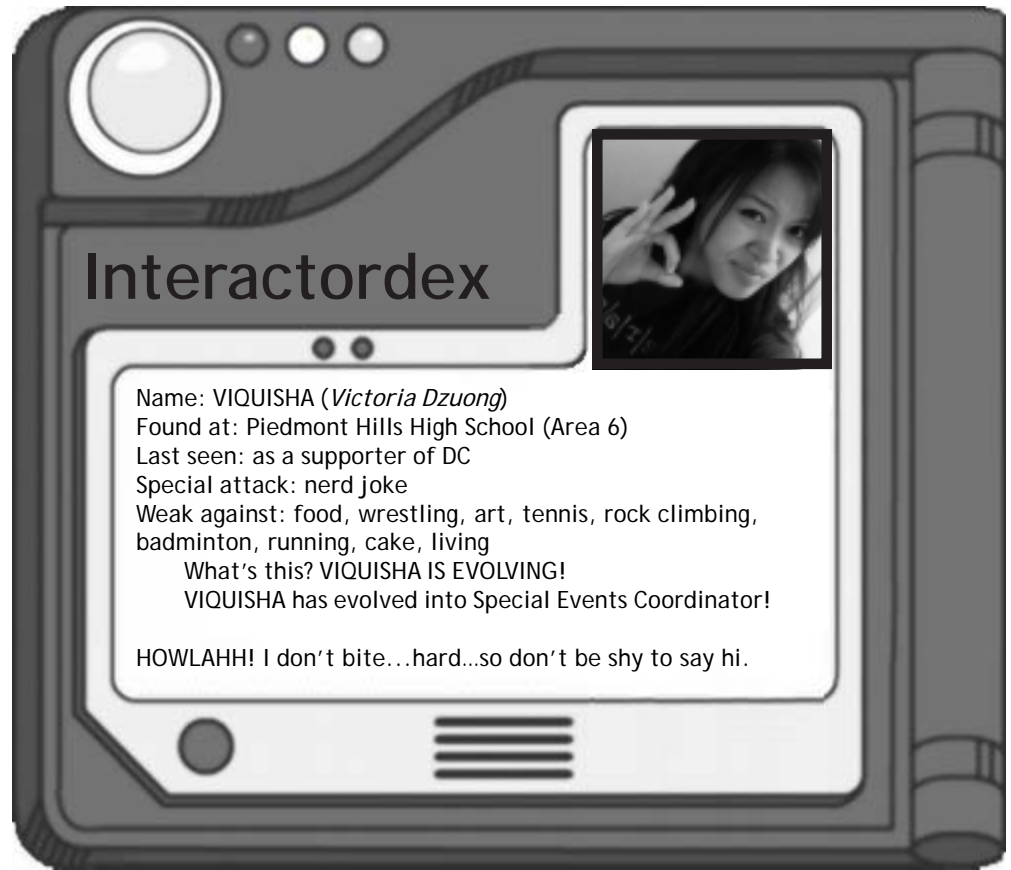 Interactordex
Name: VIQUISHA (Victoria Dzuong)
Found at: Piedmont Hills High School (Area 6)
Last seen: as a supporter of DC
Special attack: nerd joke
Weak against: food, wrestling, art, tennis, rock climbing,
badminton, running, cake, living
What's this? VIQUISHA IS EVOLVING!
VIQUISHA has evolved into Special Events Coordinator!
HOWLAHH! I don't bite...hard...so don't be shy to say hi.